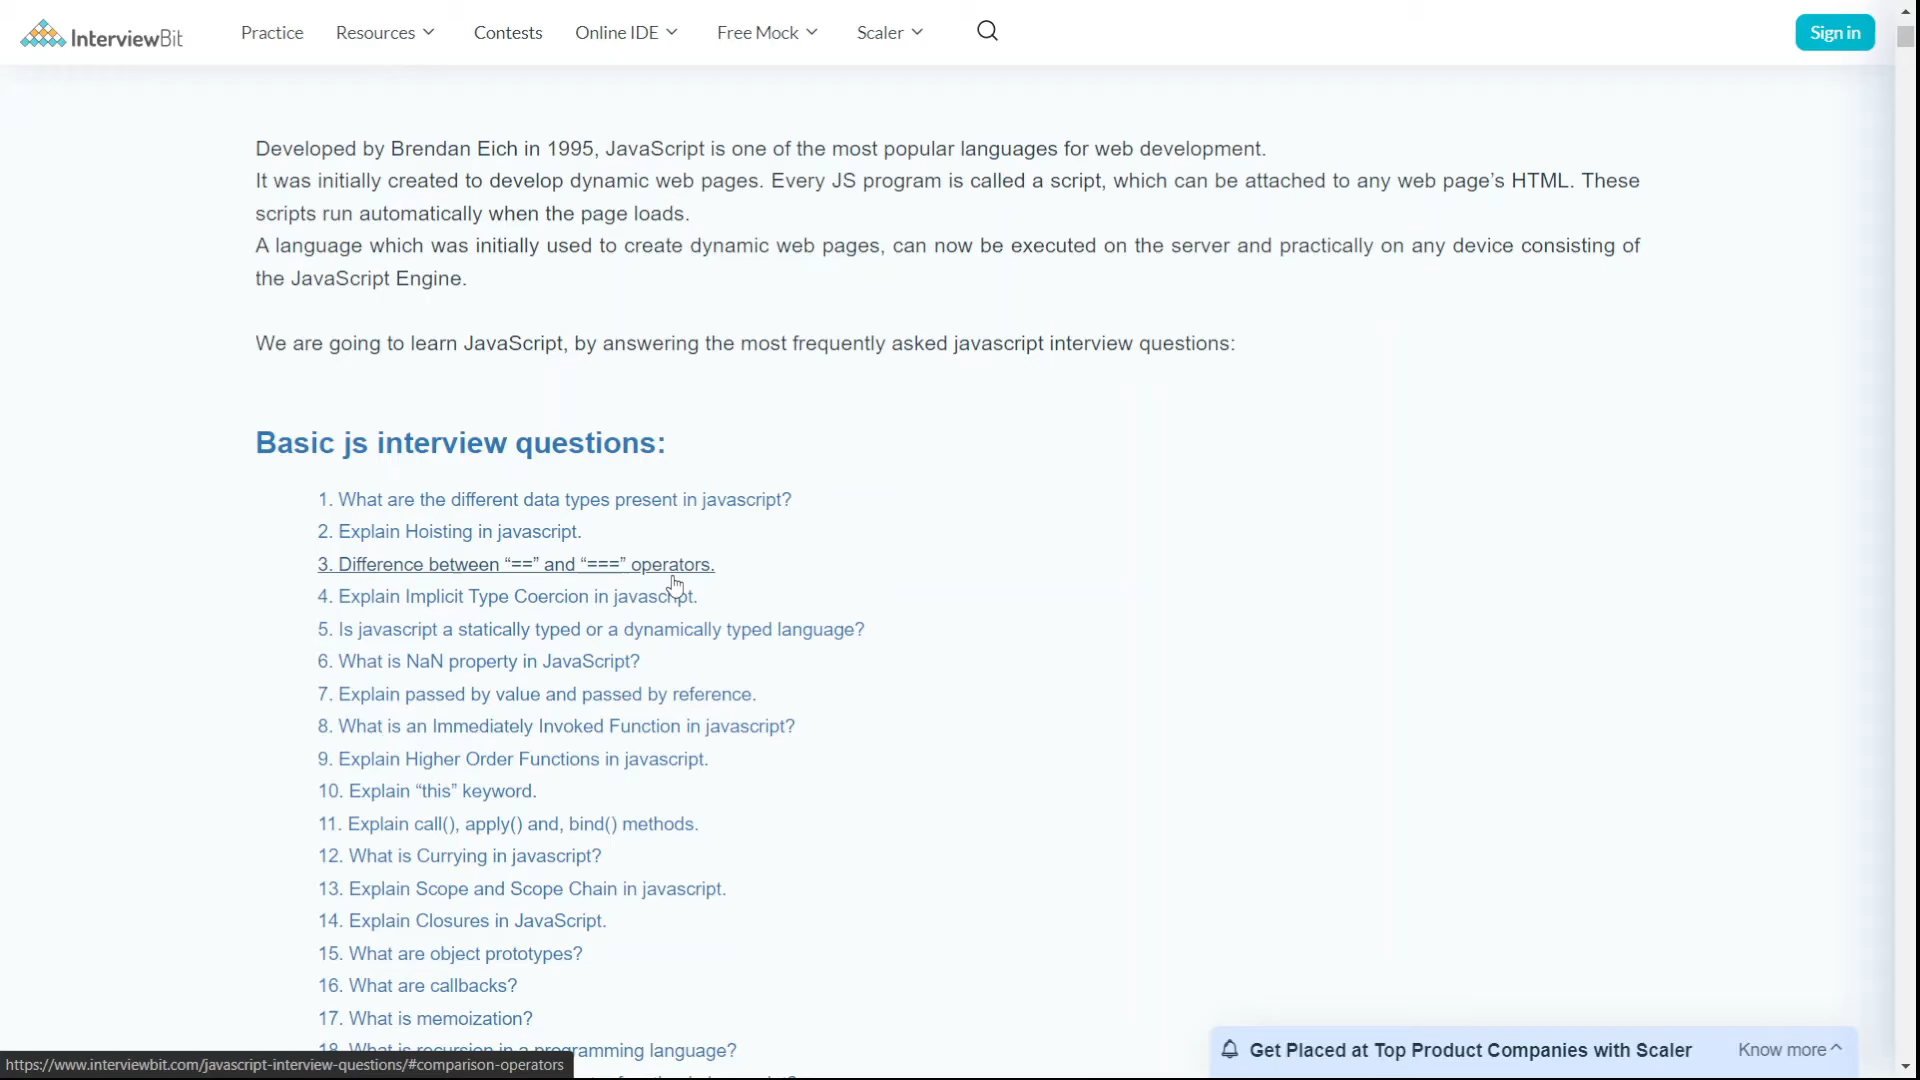 InterviewBit
Practice
Resources
Contests
Online IDE
Free Mock
Scaler
Sign in
Developed by Brendan Eich in 1995, JavaScript is one of the most popular languages for web development.
It was initially created to develop dynamic web pages. Every JS program is called a script, which can be attached to any web page’s HTML. These
scripts run automatically when the page loads.
A language which was initially used to create dynamic web pages, can now be executed on the server and practically on any device consisting of
the JavaScript Engine.
We are going to learn JavaScript, by answering the most frequently asked javascript interview questions:
Basic js interview questions:
1. What are the different data types present in javascript?
2. Explain Hoisting in javascript.
3. Difference between “==” and “===” operators.
4. Explain Implicit Type Coercion in javascript.
5. Is javascript a statically typed or a dynamically typed language?
6. What is NaN property in JavaScript?
7. Explain passed by value and passed by reference.
8. What is an Immediately Invoked Function in javascript?
9. Explain Higher Order Functions in javascript.
10. Explain “this” keyword.
11. Explain call(), apply() and, bind() methods.
12. What is Currying in javascript?
13. Explain Scope and Scope Chain in javascript.
14. Explain Closures in JavaScript.
15. What are object prototypes?
16. What are callbacks?
17. What is memoization?
18. What is recursion in a programming language?
Get Placed at Top Product Companies with Scaler
Know more
https://www.interviewbit.com/javascript-interview-questions/#comparison-operators